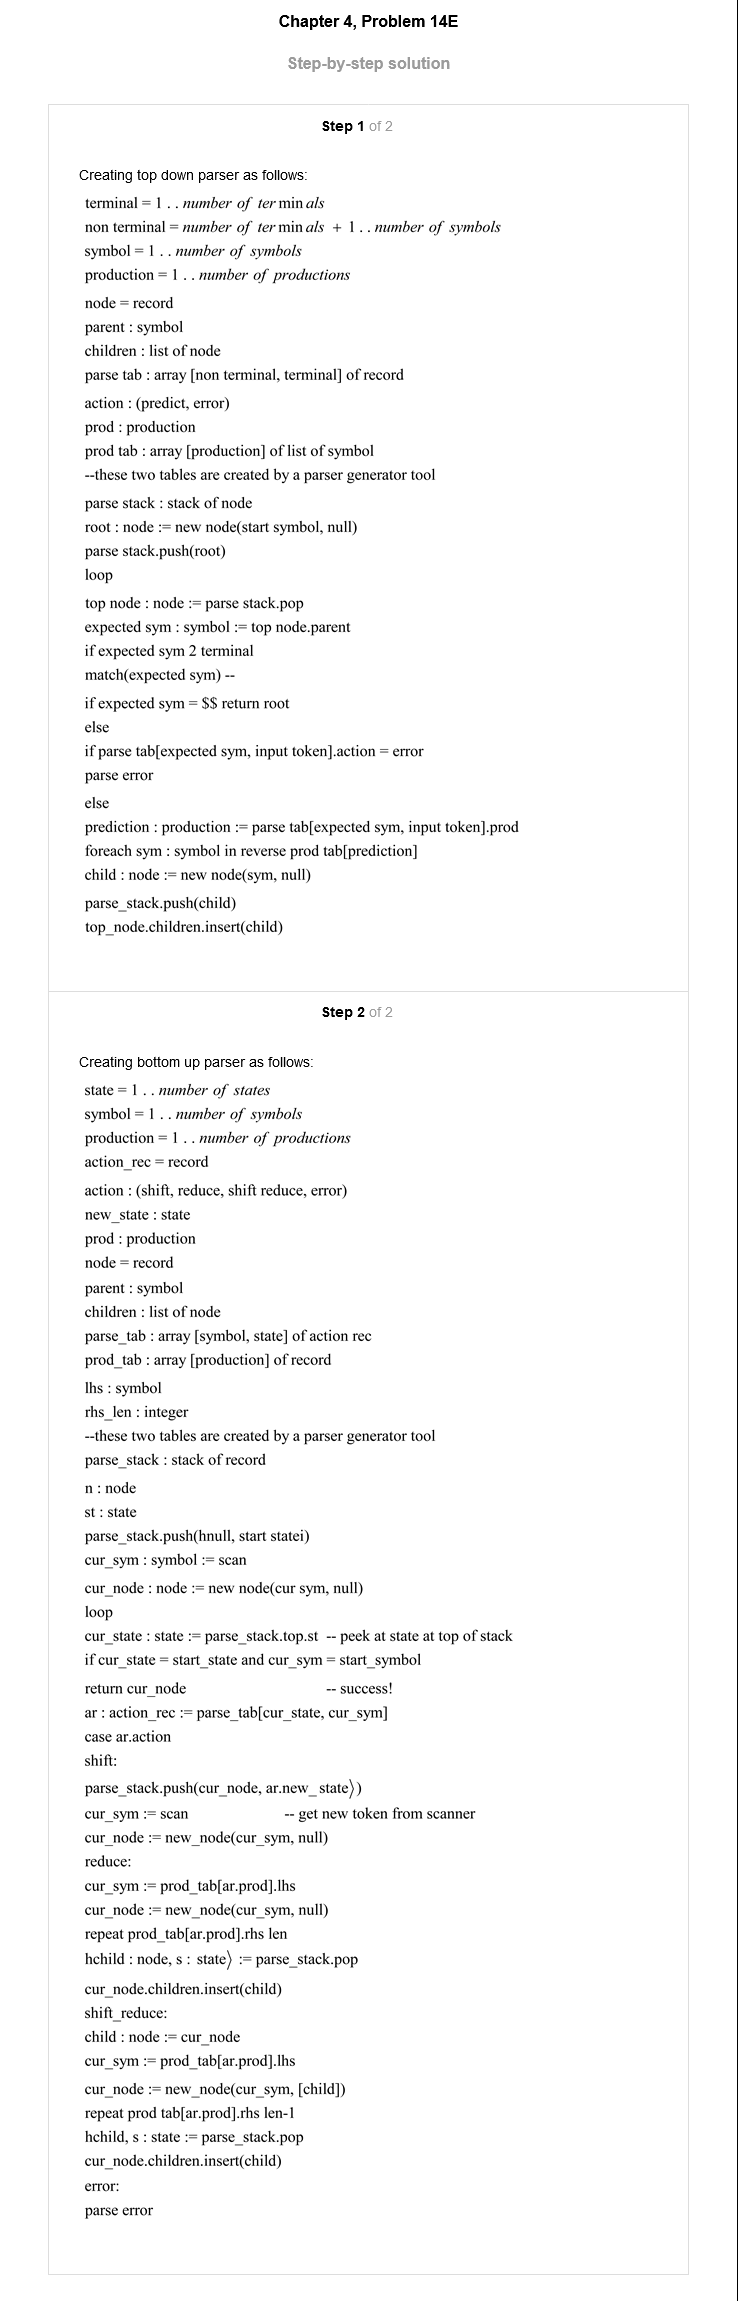 Chapter 4, Problem 14E
Step-by-step solution
Step 1 of 2
Creating top down parser as follows:
terminal = 1 . . number of ter min als
non terminal = number of ter min als + 1 . . number of symbols
symbol = 1 . . number of symbols
production = 1 . . number of productions
node = record
parent : symbol
children : list of node
parse tab : array [non terminal, terminal] of record
action : (predict, error)
prod : production
prod tab : array [production] of list of symbol
--these two tables are created by a parser generator tool
parse stack : stack of node
root : node := new node(start symbol, null)
parse stack.push(root)
loop
top node : node := parse stack.pop
expected sym : symbol := top node.parent
if expected sym 2 terminal
match(expected sym) --
if expected sym = $$ return root
else
if parse tab[expected sym, input token].action = error
parse error
else
prediction : production := parse tab[expected sym, input token].prod
foreach sym : symbol in reverse prod tab[prediction]
child : node := new node(sym, null)
parse_stack.push(child)
top_node.children.insert(child)
Step 2 of 2
Creating bottom up parser as follows:
state = 1 . . number of states
symbol = 1 . . number of symbols
production = 1 . . number of productions
action_rec = record
action : (shift, reduce, shift reduce, error)
new_state : state
prod : production
node = record
parent : symbol
children : list of node
parse_tab : array [symbol, state] of action rec
prod_tab : array [production] of record
lhs : symbol
rhs_len : integer
--these two tables are created by a parser generator tool
parse_stack : stack of record
n : node
st : state
parse_stack.push(hnull, start statei)
cur_sym : symbol := scan
cur_node : node := new node(cur sym, null)
loop
cur_state : state := parse_stack.top.st -- peek at state at top of stack
if cur_state = start_state and cur_sym = start_symbol
return cur_node -- success!
ar : action_rec := parse_tab[cur_state, cur_sym]
case ar.action
shift:
parse_stack.push(cur_node, ar.new_ state⟩)
cur_sym := scan -- get new token from scanner
cur_node := new_node(cur_sym, null)
reduce:
cur_sym := prod_tab[ar.prod].lhs
cur_node := new_node(cur_sym, null)
repeat prod_tab[ar.prod].rhs len
hchild : node, s : state⟩ := parse_stack.pop
cur_node.children.insert(child)
shift_reduce:
child : node := cur_node
cur_sym := prod_tab[ar.prod].lhs
cur_node := new_node(cur_sym, [child])
repeat prod tab[ar.prod].rhs len-1
hchild, s : state := parse_stack.pop
cur_node.children.insert(child)
error:
parse error